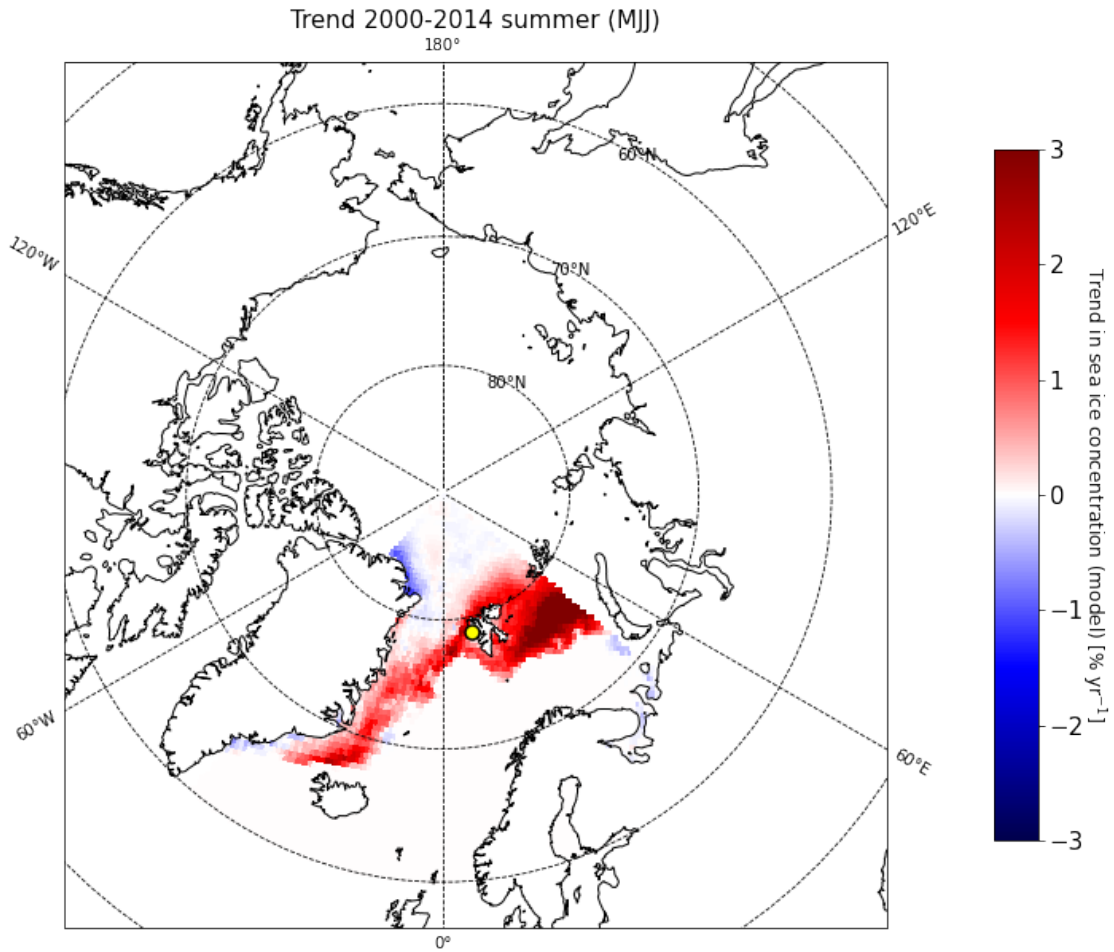 Trend 2000-2014 summer (MJJ)
180°
60°N
120°E
120°W
70°N
80°N
60°W
60°E
0°
3
2
1
0
−1
−2
−3
Trend in sea ice concentration (model) [% yr⁻¹]